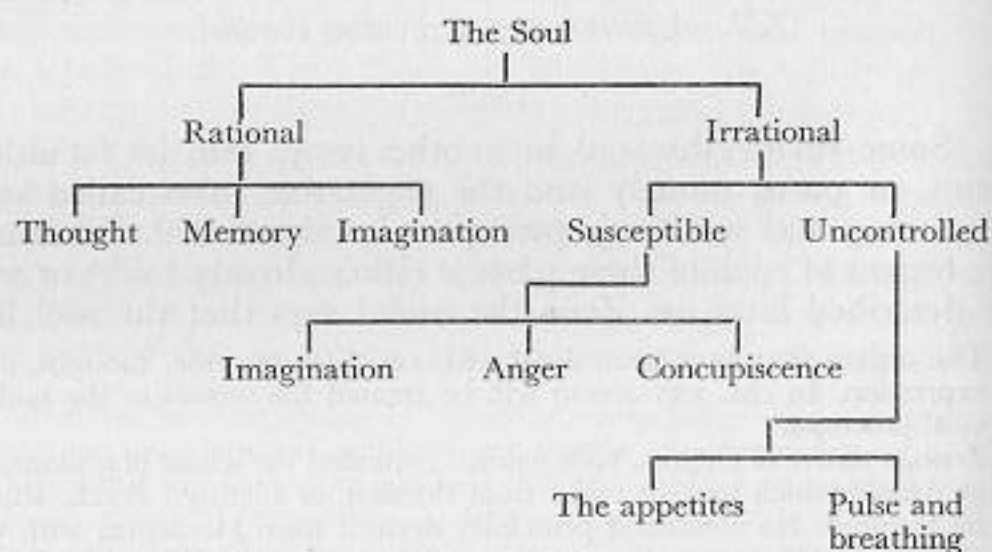 The Soul
Rational Irrational
Thought Memory Imagination Susceptible Uncontrolled
Imagination Anger Concupiscence
The appetites Pulse and
breathing